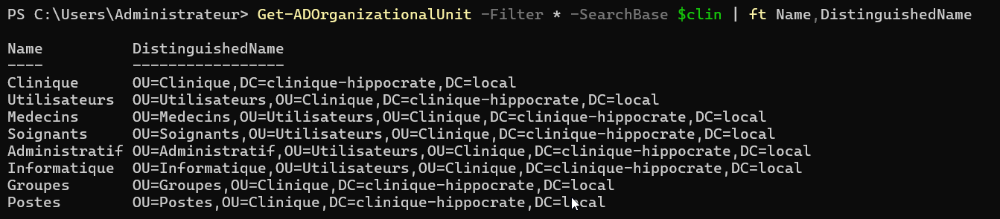 PS C:\Users\Administrateur> Get-ADOrganizationalUnit -Filter * -SearchBase $clin | ft Name,DistinguishedName
Name DistinguishedName
---- -----------------
Clinique OU=Clinique,DC=clinique-hippocrate,DC=local
Utilisateurs OU=Utilisateurs,OU=Clinique,DC=clinique-hippocrate,DC=local
Medecins OU=Medecins,OU=Utilisateurs,OU=Clinique,DC=clinique-hippocrate,DC=local
Soignants OU=Soignants,OU=Utilisateurs,OU=Clinique,DC=clinique-hippocrate,DC=local
Administratif OU=Administratif,OU=Utilisateurs,OU=Clinique,DC=clinique-hippocrate,DC=local
Informatique OU=Informatique,OU=Utilisateurs,OU=Clinique,DC=clinique-hippocrate,DC=local
Groupes OU=Groupes,OU=Clinique,DC=clinique-hippocrate,DC=local
Postes OU=Postes,OU=Clinique,DC=clinique-hippocrate,DC=local